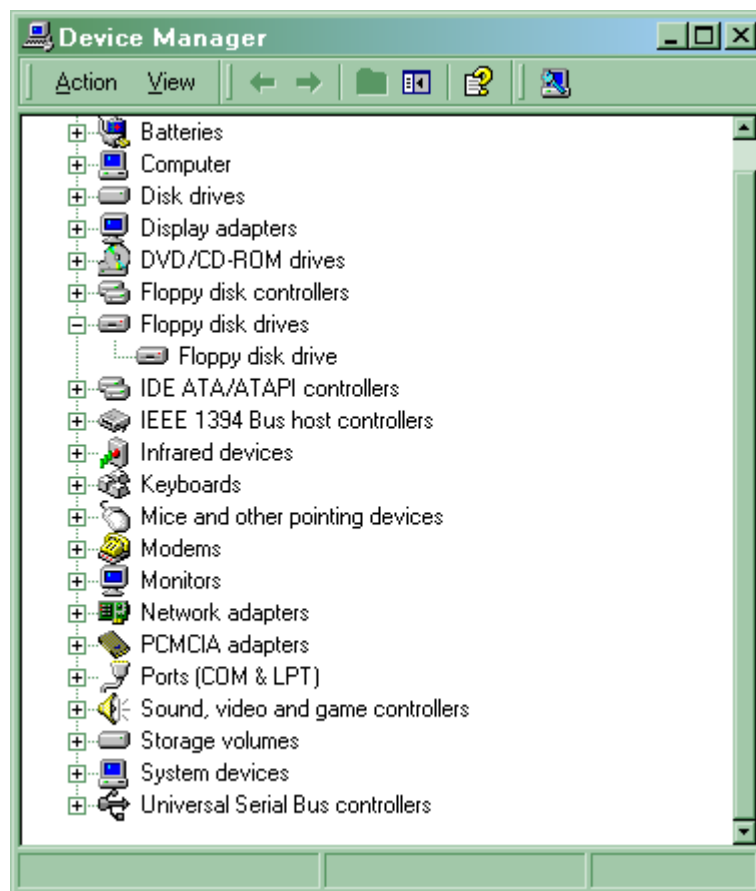 Device Manager
Action View
Batteries
Computer
Disk drives
Display adapters
DVD/CD-ROM drives
Floppy disk controllers
Floppy disk drives
Floppy disk drive
IDE ATA/ATAPI controllers
IEEE 1394 Bus host controllers
Infrared devices
Keyboards
Mice and other pointing devices
Modems
Monitors
Network adapters
PCMCIA adapters
Ports (COM & LPT)
Sound, video and game controllers
Storage volumes
System devices
Universal Serial Bus controllers